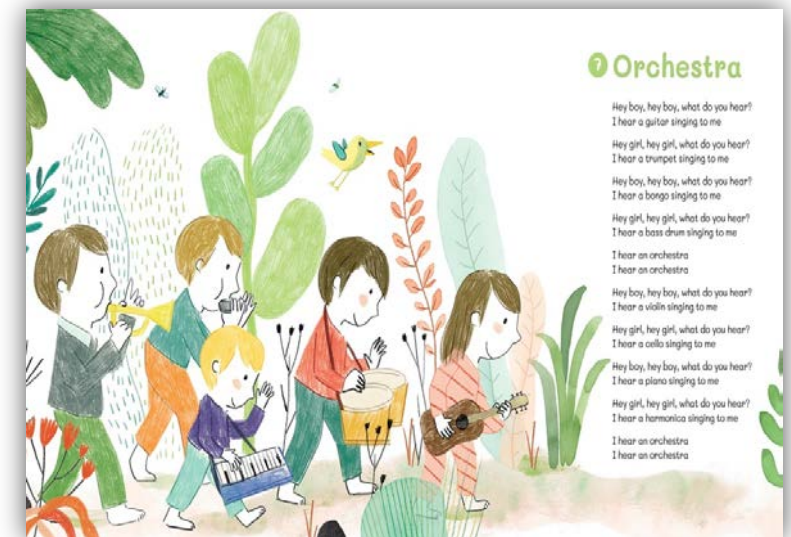 7 Orchestra
Hey boy, hey boy, what do you hear?
I hear a guitar singing to me
Hey girl, hey girl, what do you hear?
I hear a trumpet singing to me
Hey boy, hey boy, what do you hear?
I hear a bongo singing to me
Hey girl, hey girl, what do you hear?
I hear a bass drum singing to me
I hear an orchestra
I hear an orchestra
Hey boy, hey boy, what do you hear?
I hear a violin singing to me
Hey girl, hey girl, what do you hear?
I hear a cello singing to me
Hey boy, hey boy, what do you hear?
I hear a piano singing to me
Hey girl, hey girl, what do you hear?
I hear a harmonica singing to me
I hear an orchestra
I hear an orchestra